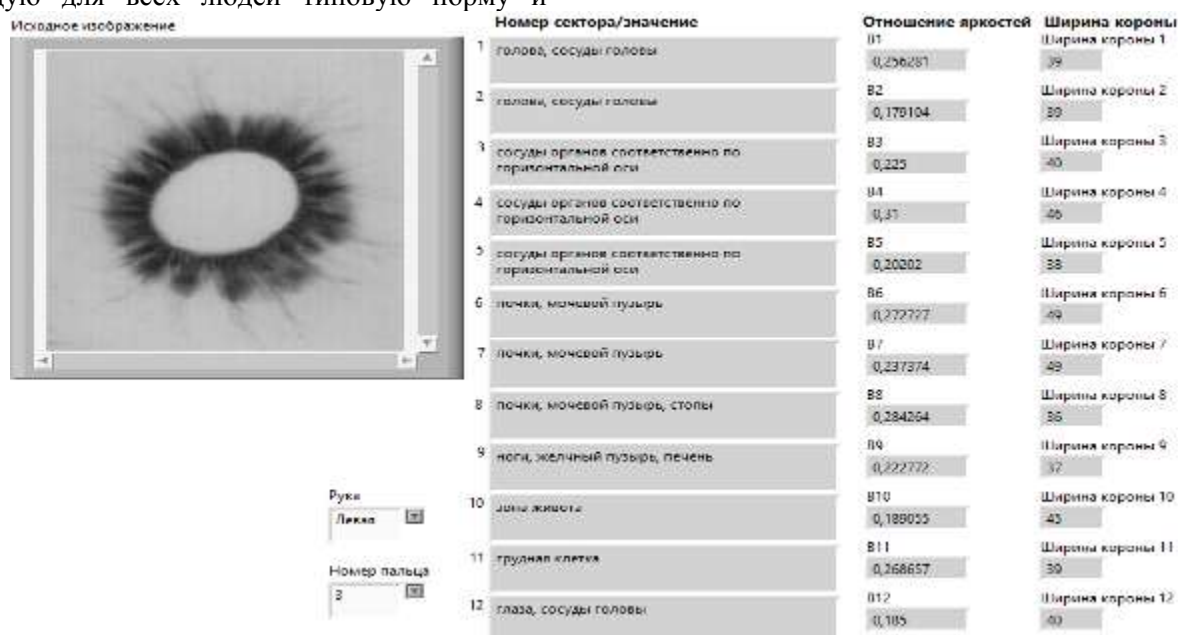 дую для всех людей типовую норму и
Исходное изображение
Номер сектора/значение
Отношение яркостей
Ширина короны
1 голова, сосуды головы
B1
0,256281
Ширина короны 1
39
2 голова, сосуды головы
B2
0,179104
Ширина короны 2
39
3 сосуды органов соответственно по
горизонтальной оси
B3
0,225
Ширина короны 3
40
4 сосуды органов соответственно по
горизонтальной оси
B4
0,31
Ширина короны 4
46
5 сосуды органов соответственно по
горизонтальной оси
B5
0,20202
Ширина короны 5
38
6 почки, мочевой пузырь
B6
0,272727
Ширина короны 6
49
7 почки, мочевой пузырь
B7
0,237374
Ширина короны 7
49
8 почки, мочевой пузырь, стопы
B8
0,284264
Ширина короны 8
36
9 ноги, желчный пузырь, печень
B9
0,222772
Ширина короны 9
37
Рука
Левая
10 зона живота
B10
0,189055
Ширина короны 10
45
Номер пальца
3
11 грудная клетка
B11
0,268657
Ширина короны 11
39
12 глаза, сосуды головы
B12
0,185
Ширина короны 12
40